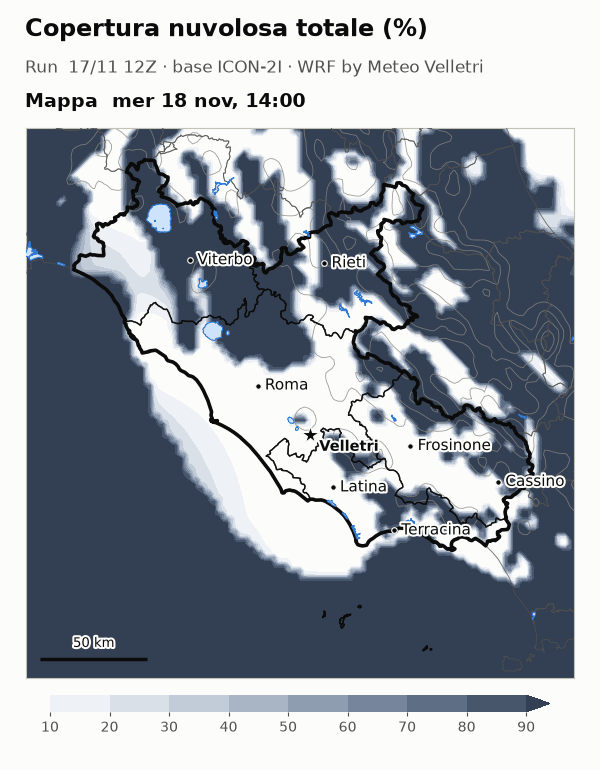 Copertura nuvolosa totale (%)
Run 17/11 12Z · base ICON-2I · WRF by Meteo Velletri
Mappa mer 18 nov, 14:00
Viterbo
Rieti
Roma
Velletri
Frosinone
Cassino
Latina
Terracina
50 km
10 20 30 40 50 60 70 80 90